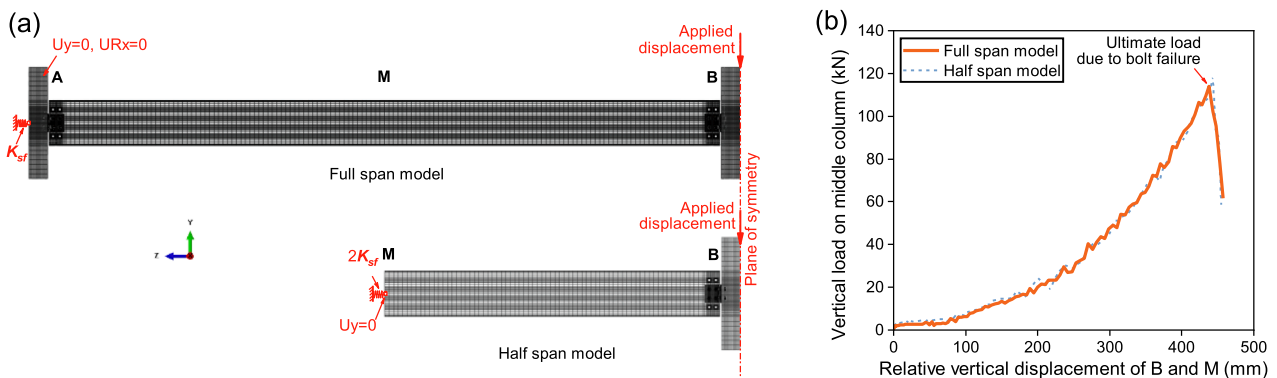 (a)
Uy=0, URx=0
Applied
displacement
A
M
B
Ksf
Full span model
Plane of symmetry
Y
Z
Applied
displacement
2Ksf
M
B
Uy=0
Half span model
(b)
Vertical load on middle column (kN)
140
120
100
80
60
40
20
0
Full span model
Half span model
Ultimate load
due to bolt failure
0 100 200 300 400 500
Relative vertical displacement of B and M (mm)